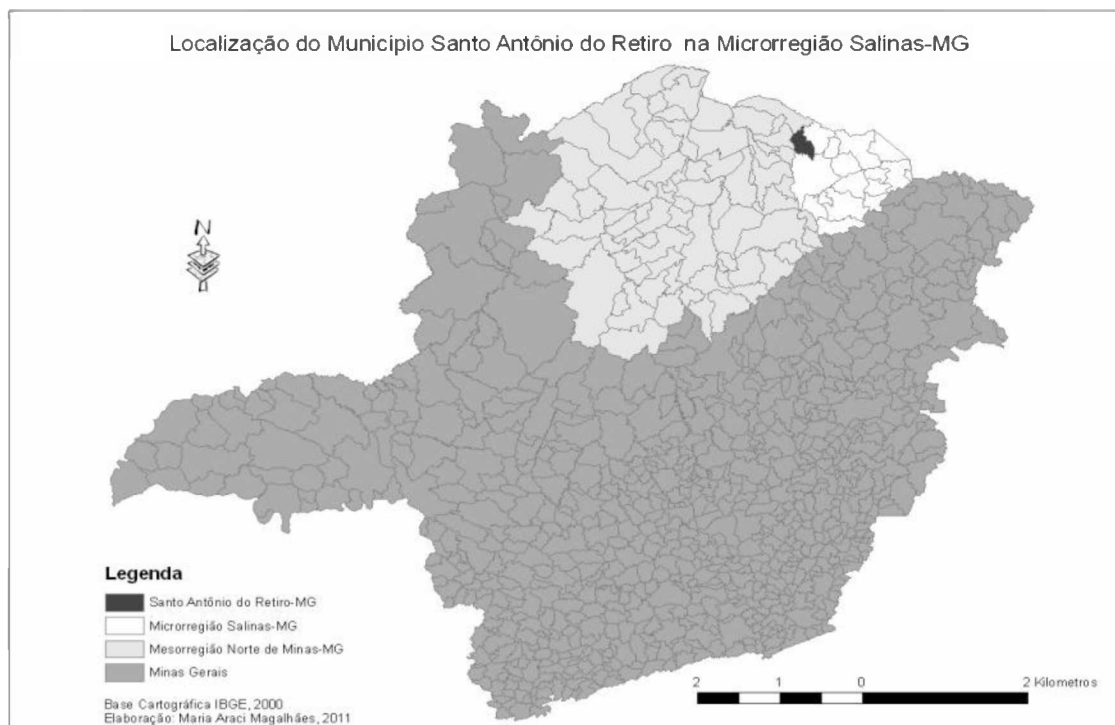 Localização do Municipio Santo Antônio do Retiro na Microrregião Salinas-MG
N
Legenda
Santo Antônio do Retiro-MG
Microrregião Salinas-MG
Mesorregião Norte de Minas-MG
Minas Gerais
Base Cartográfica IBGE, 2000
Elaboração: Maria Araci Magalhães, 2011
2 1 0 2 Kilometros